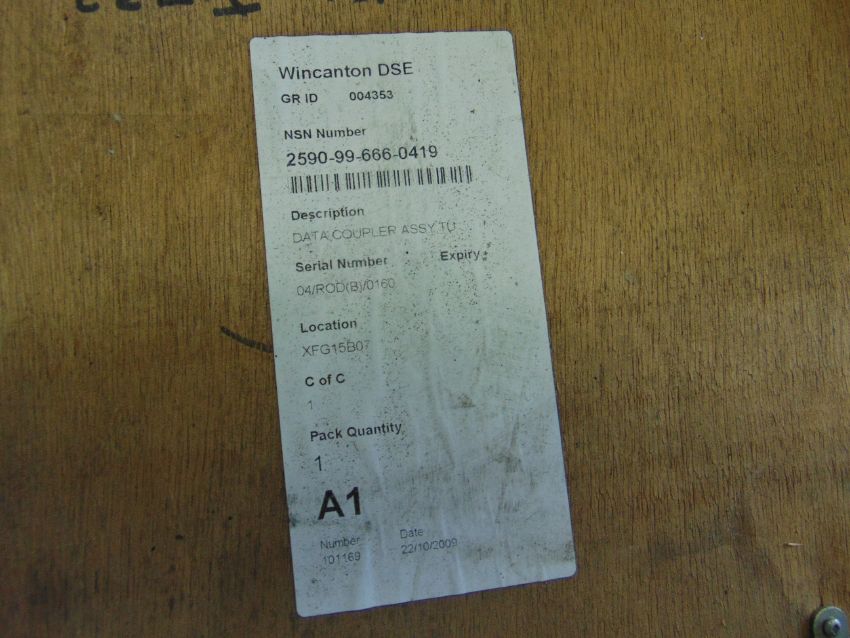 Wincanton DSE
GR ID 004353
NSN Number
2590-99-666-0419
Description
DATA COUPLER ASSY TU
Serial Number Expiry
04/ROD(B)/0160
Location
XFG15B07
C of C
1
Pack Quantity
1
A1
Number Date
101169 22/10/2009